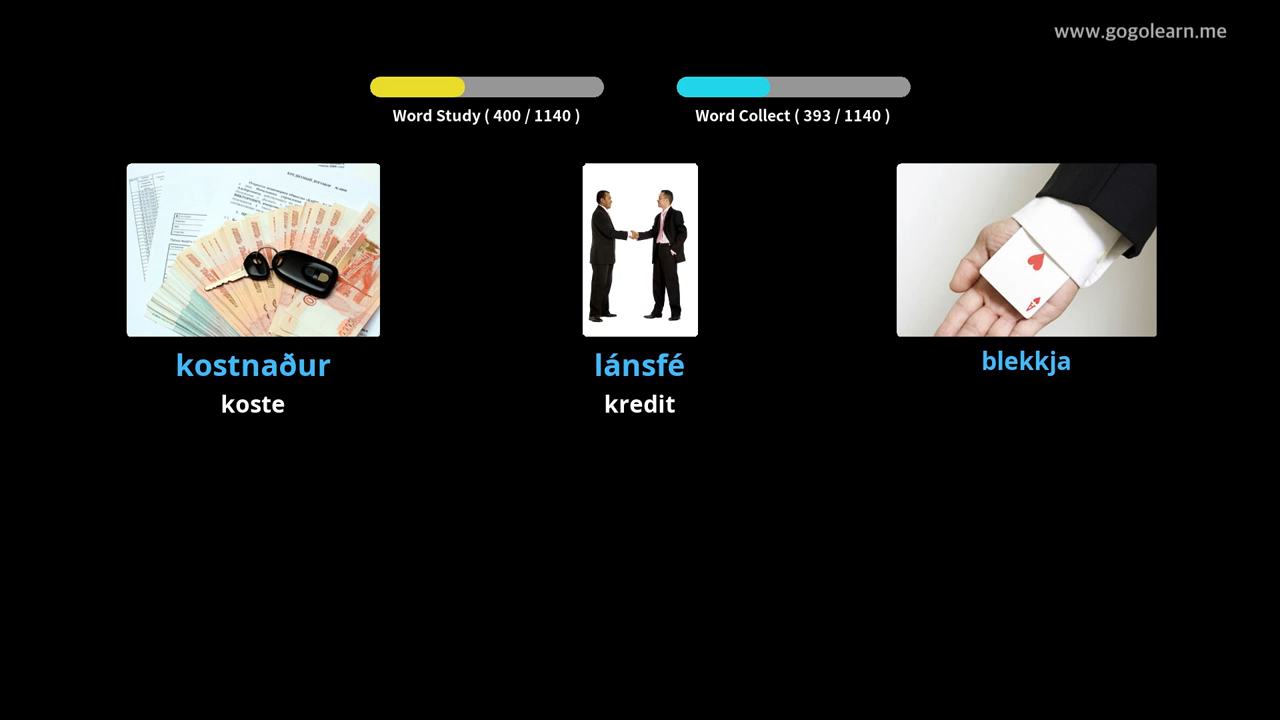 www.gogolearn.me
Word Study ( 400 / 1140 )
Word Collect ( 393 / 1140 )
kostnaður
lánsfé
blekkja
koste
kredit